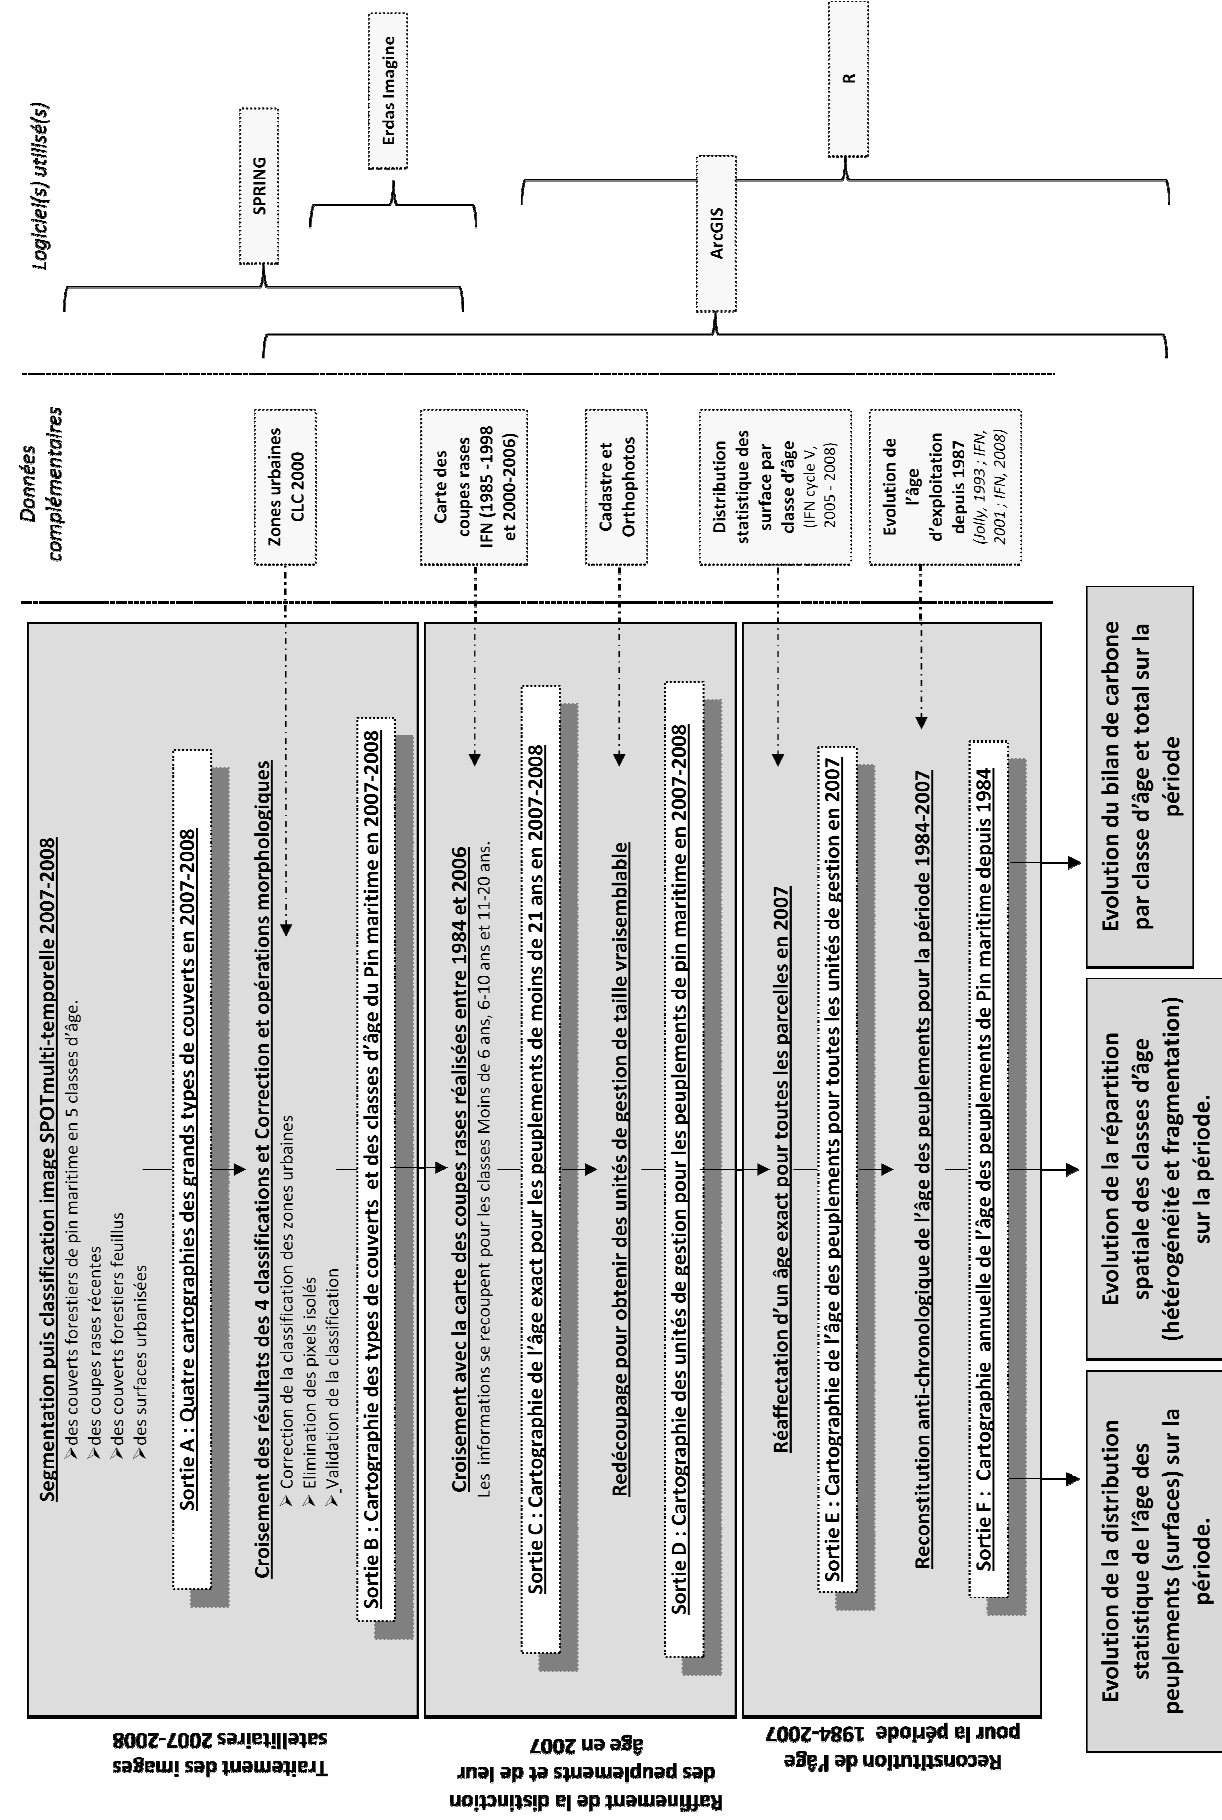 Données
complémentaires
Logiciel(s) utilisé(s)
Traitement des images
satellitaires 2007-2008
Segmentation puis classification image SPOTmulti-temporelle 2007-2008
➢ des couverts forestiers de pin maritime en 5 classes d’âge.
➢ des coupes rases récentes
➢ des couverts forestiers feuillus
➢ des surfaces urbanisées
Sortie A : Quatre cartographies des grands types de couverts en 2007-2008
Croisement des résultats des 4 classifications et Correction et opérations morphologiques
➢ Correction de la classification des zones urbaines
➢ Elimination des pixels isolés
➢ Validation de la classification
Sortie B : Cartographie des types de couverts et des classes d’âge du Pin maritime en 2007-2008
Zones urbaines
CLC 2000
SPRING
Erdas Imagine
Raffinement de la distinction
des peuplements et de leur
âge en 2007
Croisement avec la carte des coupes rases réalisées entre 1984 et 2006
Les informations se recoupent pour les classes Moins de 6 ans, 6-10 ans et 11-20 ans.
Sortie C : Cartographie de l’âge exact pour les peuplements de moins de 21 ans en 2007-2008
Redécoupage pour obtenir des unités de gestion de taille vraisemblable
Sortie D : Cartographie des unités de gestion pour les peuplements de pin maritime en 2007-2008
Carte des
coupes rases
IFN (1985 -1998
et 2000-2006)
Cadastre et
Orthophotos
ArcGIS
R
Reconstitution de l’âge
pour la période 1984-2007
Réaffectation d’un âge exact pour toutes les parcelles en 2007
Sortie E : Cartographie de l’âge des peuplements pour toutes les unités de gestion en 2007
Reconstitution anti-chronologique de l’âge des peuplements pour la période 1984-2007
Sortie F : Cartographie annuelle de l’âge des peuplements de Pin maritime depuis 1984
Distribution
statistique des
surface par
classe d’âge
(IFN cycle V,
2005 - 2008)
Evolution de
l’âge
d’exploitation
depuis 1987
(Jolly, 1993 ; IFN,
2001 ; IFN, 2008)
Evolution de la distribution
statistique de l’âge des
peuplements (surfaces) sur la
période.
Evolution de la répartition
spatiale des classes d’âge
(hétérogénéité et fragmentation)
sur la période.
Evolution du bilan de carbone
par classe d’âge et total sur la
période